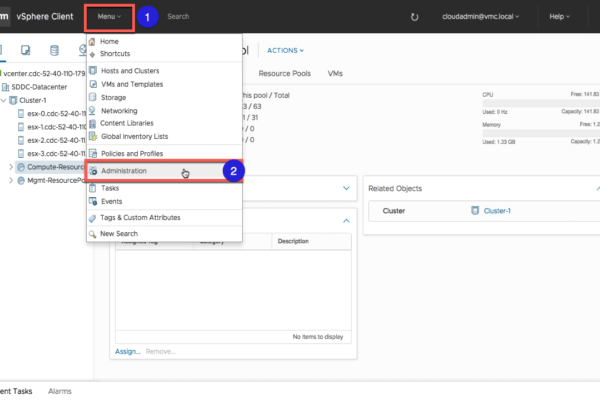 vm vSphere Client Menu 1 Search cloudadmin@vmc.local Help
ACTIONS
Home
Shortcuts
Hosts and Clusters
VMs and Templates
Storage
Networking
Content Libraries
Global Inventory Lists
Policies and Profiles
Administration 2
Tasks
Events
Tags & Custom Attributes
New Search
vcenter.cdc-52-40-110-179
SDDC-Datacenter
Cluster-1
esx-0.cdc-52-40-11
esx-1.cdc-52-40-11
esx-2.cdc-52-40-11
esx-3.cdc-52-40-11
Compute-Resourc
Mgmt-ResourcePo
Resource Pools VMs
his pool / Total
3 / 63
1 / 31
0 / 0
0 / 0
CPU Free: 141.83
Used: 0 Hz Capacity: 141.83
Memory Free: 1.2
Used: 1.33 GB Capacity: 1.2
Related Objects
Cluster Cluster-1
Assigned Tag Category Description
No items to display
Assign... Remove...
ent Tasks Alarms